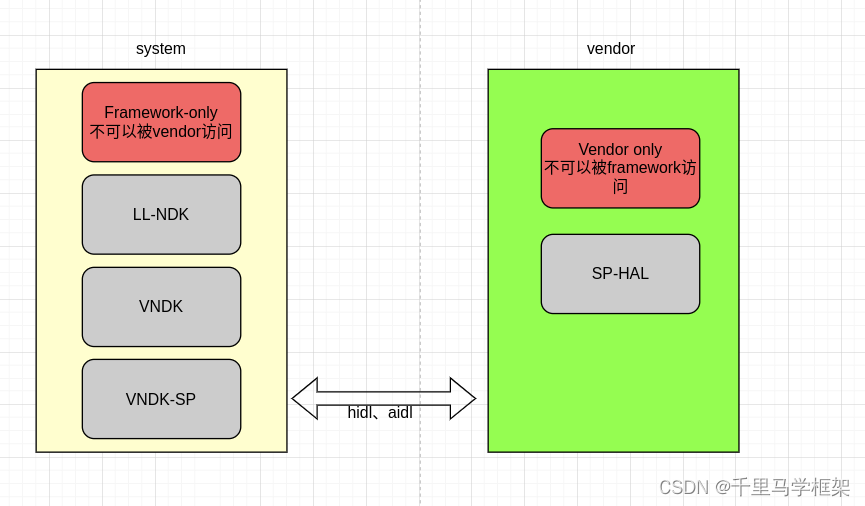 system
Framework-only
不可以被vendor访问
LL-NDK
VNDK
VNDK-SP
hidl、aidl
vendor
Vendor only
不可以被framework访
问
SP-HAL
CSDN @千里马学框架